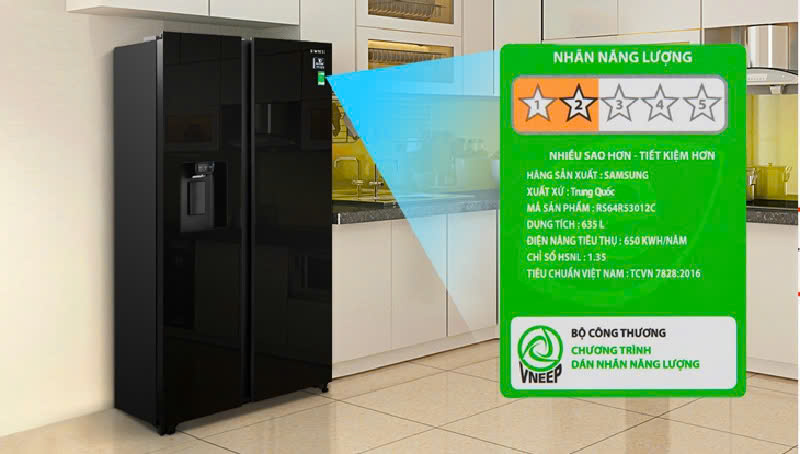 NHÃN NĂNG LƯỢNG
1 2 3 4 5
NHIỀU SAO HƠN - TIẾT KIỆM HƠN
HÃNG SẢN XUẤT : SAMSUNG
XUẤT XỨ : Trung Quốc
MÃ SẢN PHẨM : RS64R53012C
DUNG TÍCH : 635 L
ĐIỆN NĂNG TIÊU THỤ : 650 KWH/NĂM
CHỈ SỐ HSNL : 1.35
TIÊU CHUẨN VIỆT NAM : TCVN 7828:2016
BỘ CÔNG THƯƠNG
CHƯƠNG TRÌNH
DÁN NHÃN NĂNG LƯỢNG
VNEEP